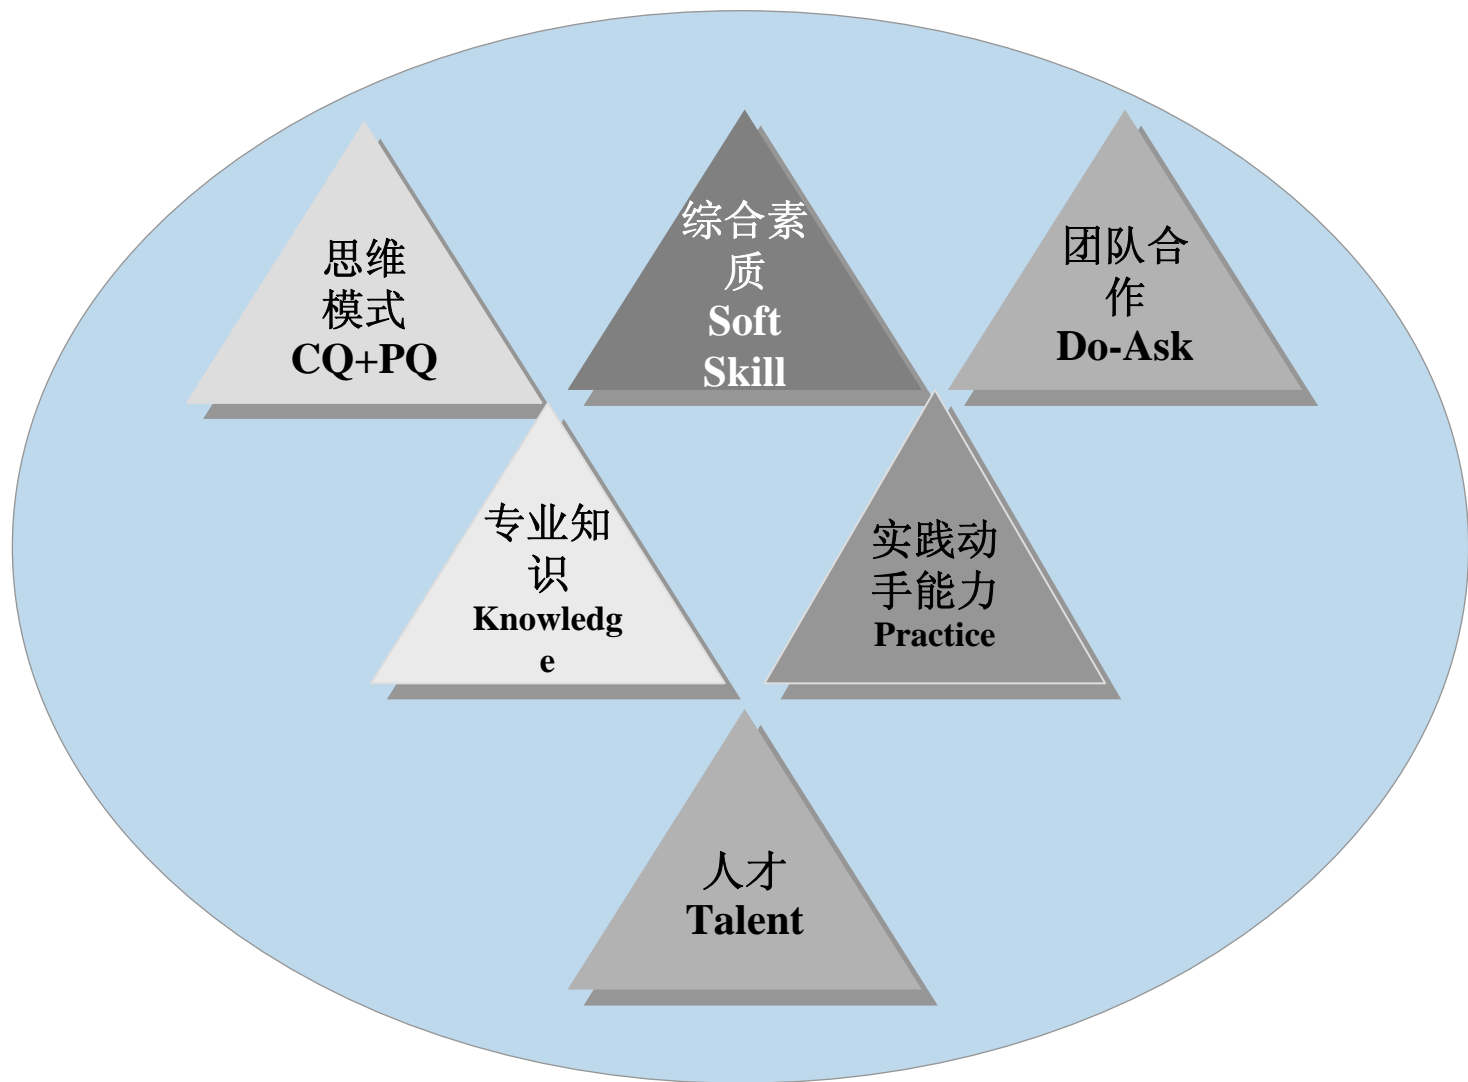 思维
模式
CQ+PQ
综合素
质
Soft
Skill
团队合
作
Do-Ask
专业知
识
Knowledg
e
实践动
手能力
Practice
人才
Talent